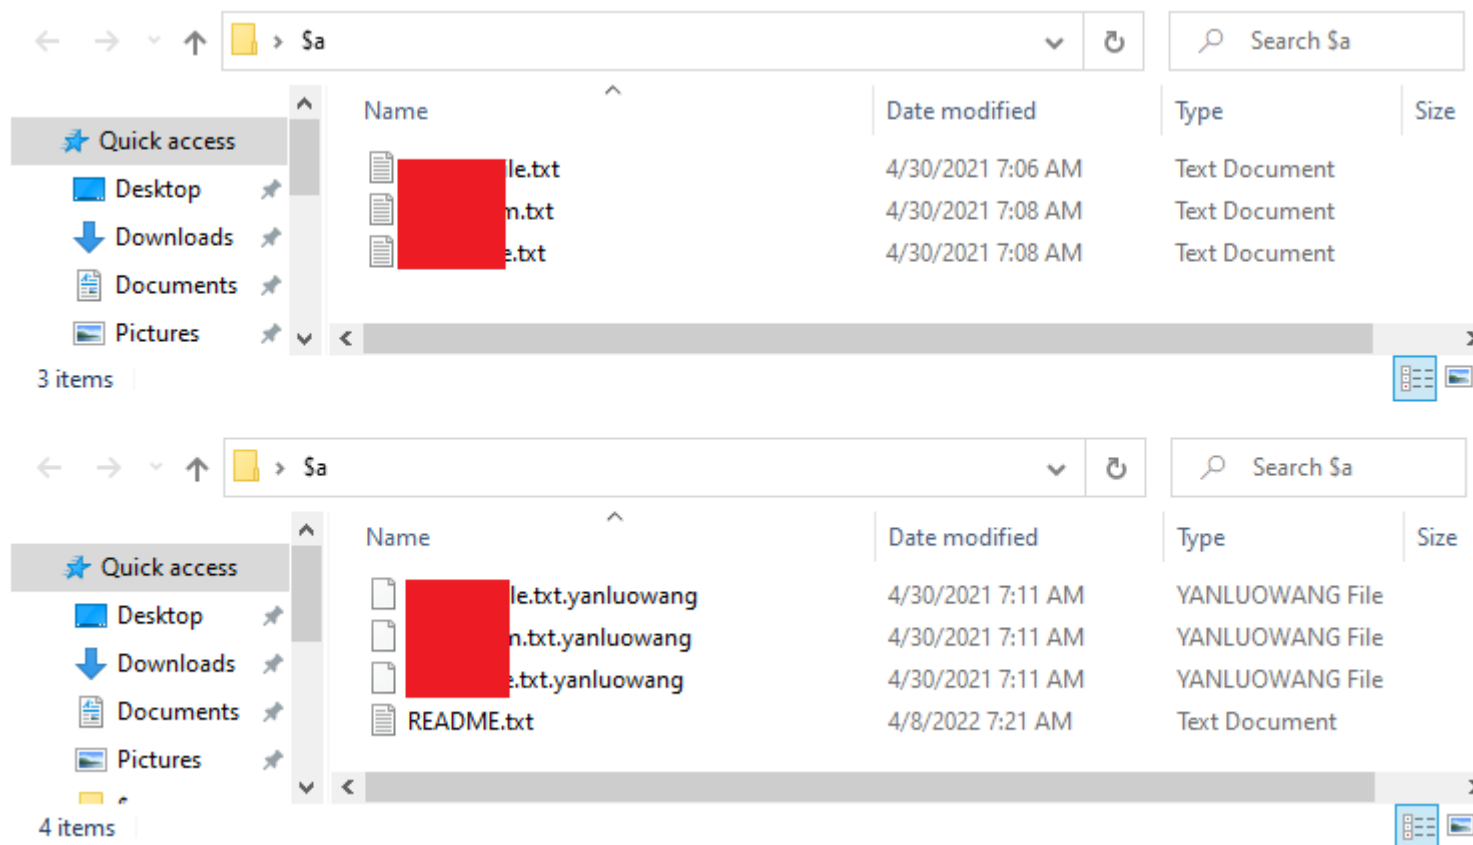 $a Search $a
Name Date modified Type Size
Quick access
le.txt 4/30/2021 7:06 AM Text Document
Desktop
m.txt 4/30/2021 7:08 AM Text Document
Downloads
e.txt 4/30/2021 7:08 AM Text Document
Documents
Pictures
3 items
$a Search $a
Name Date modified Type Size
Quick access
le.txt.yanluowang 4/30/2021 7:11 AM YANLUOWANG File
Desktop
m.txt.yanluowang 4/30/2021 7:11 AM YANLUOWANG File
Downloads
e.txt.yanluowang 4/30/2021 7:11 AM YANLUOWANG File
Documents
README.txt 4/8/2022 7:21 AM Text Document
Pictures
4 items